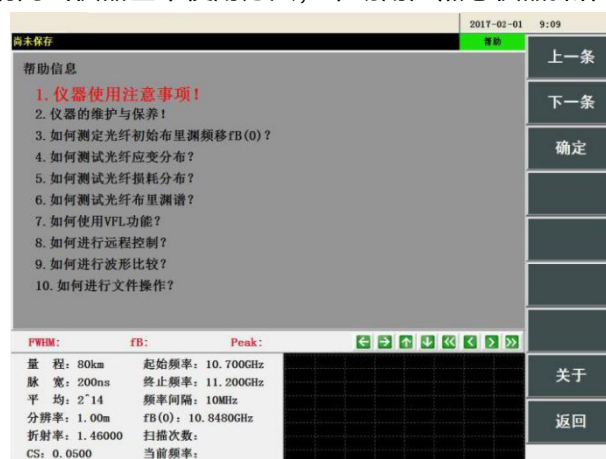 2017-02-01 9:09
尚未保存
帮助
帮助信息
1. 仪器使用注意事项！
2. 仪器的维护与保养！
3. 如何测定光纤初始布里渊频移fB(0)？
4. 如何测试光纤应变分布？
5. 如何测试光纤损耗分布？
6. 如何测试光纤布里渊谱？
7. 如何使用VFL功能？
8. 如何进行远程控制？
9. 如何进行波形比较？
10. 如何进行文件操作？
上一条
下一条
确定
关于
返回
FWHM: fB: Peak:
量 程: 80km 起始频率: 10.700GHz
脉 宽: 200ns 终止频率: 11.200GHz
平 均: 2^14 频率间隔: 10MHz
分辨率: 1.00m fB(0): 10.8480GHz
折射率: 1.46000 扫描次数:
CS: 0.0500 当前频率: